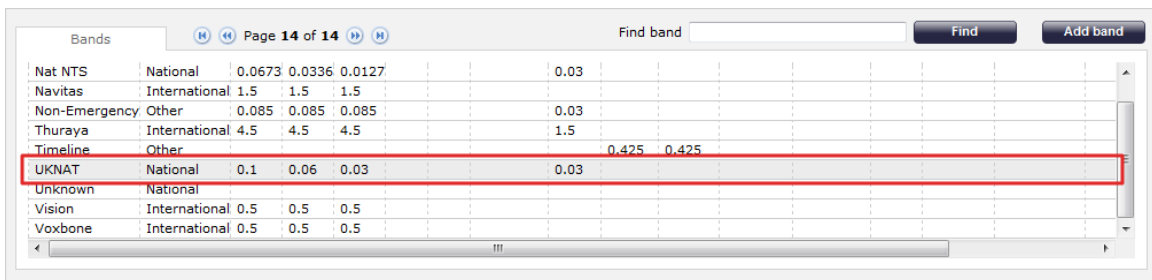 Bands Page 14 of 14 Find band Find Add band
Nat NTS National 0.0673 0.0336 0.0127 0.03
Navitas International 1.5 1.5 1.5
Non-Emergency Other 0.085 0.085 0.085 0.03
Thuraya International 4.5 4.5 4.5 1.5
Timeline Other 0.425 0.425
UKNAT National 0.1 0.06 0.03 0.03
Unknown National
Vision International 0.5 0.5 0.5
Voxbone International 0.5 0.5 0.5